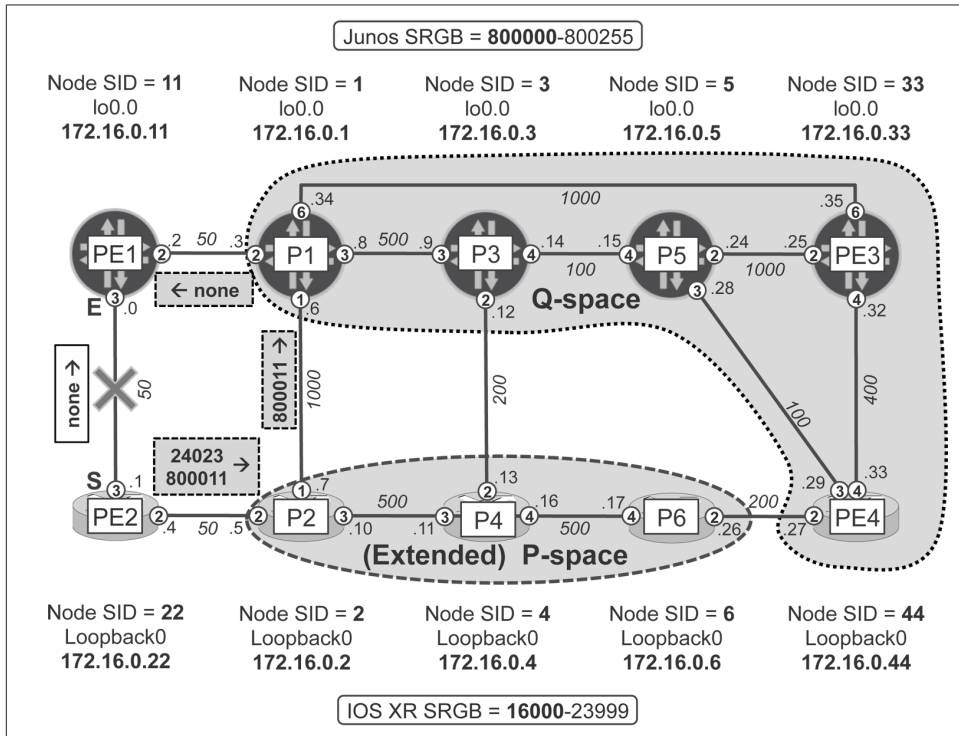 Junos SRGB = 800000-800255
Node SID = 11
lo0.0
172.16.0.11
Node SID = 1
lo0.0
172.16.0.1
Node SID = 3
lo0.0
172.16.0.3
Node SID = 5
lo0.0
172.16.0.5
Node SID = 33
lo0.0
172.16.0.33
.34
1000
.35
6
6
PE1
2
.2
50
.3
2
P1
3
.8
500
.9
3
P3
4
.14
100
.15
4
P5
2
.24
1000
.25
2
PE3
E
3
.0
← none
1
.6
2
.12
Q-space
3
.28
4
.32
none →
50
800011 →
1000
200
100
400
24023
800011 →
S
3
.1
1
.7
2
.13
.29
3
4
.33
PE2
2
.4
50
.5
2
P2
3
.10
500
.11
3
P4
4
.16
500
.17
4
P6
2
.26
200
.27
2
PE4
(Extended) P-space
Node SID = 22
Loopback0
172.16.0.22
Node SID = 2
Loopback0
172.16.0.2
Node SID = 4
Loopback0
172.16.0.4
Node SID = 6
Loopback0
172.16.0.6
Node SID = 44
Loopback0
172.16.0.44
IOS XR SRGB = 16000-23999